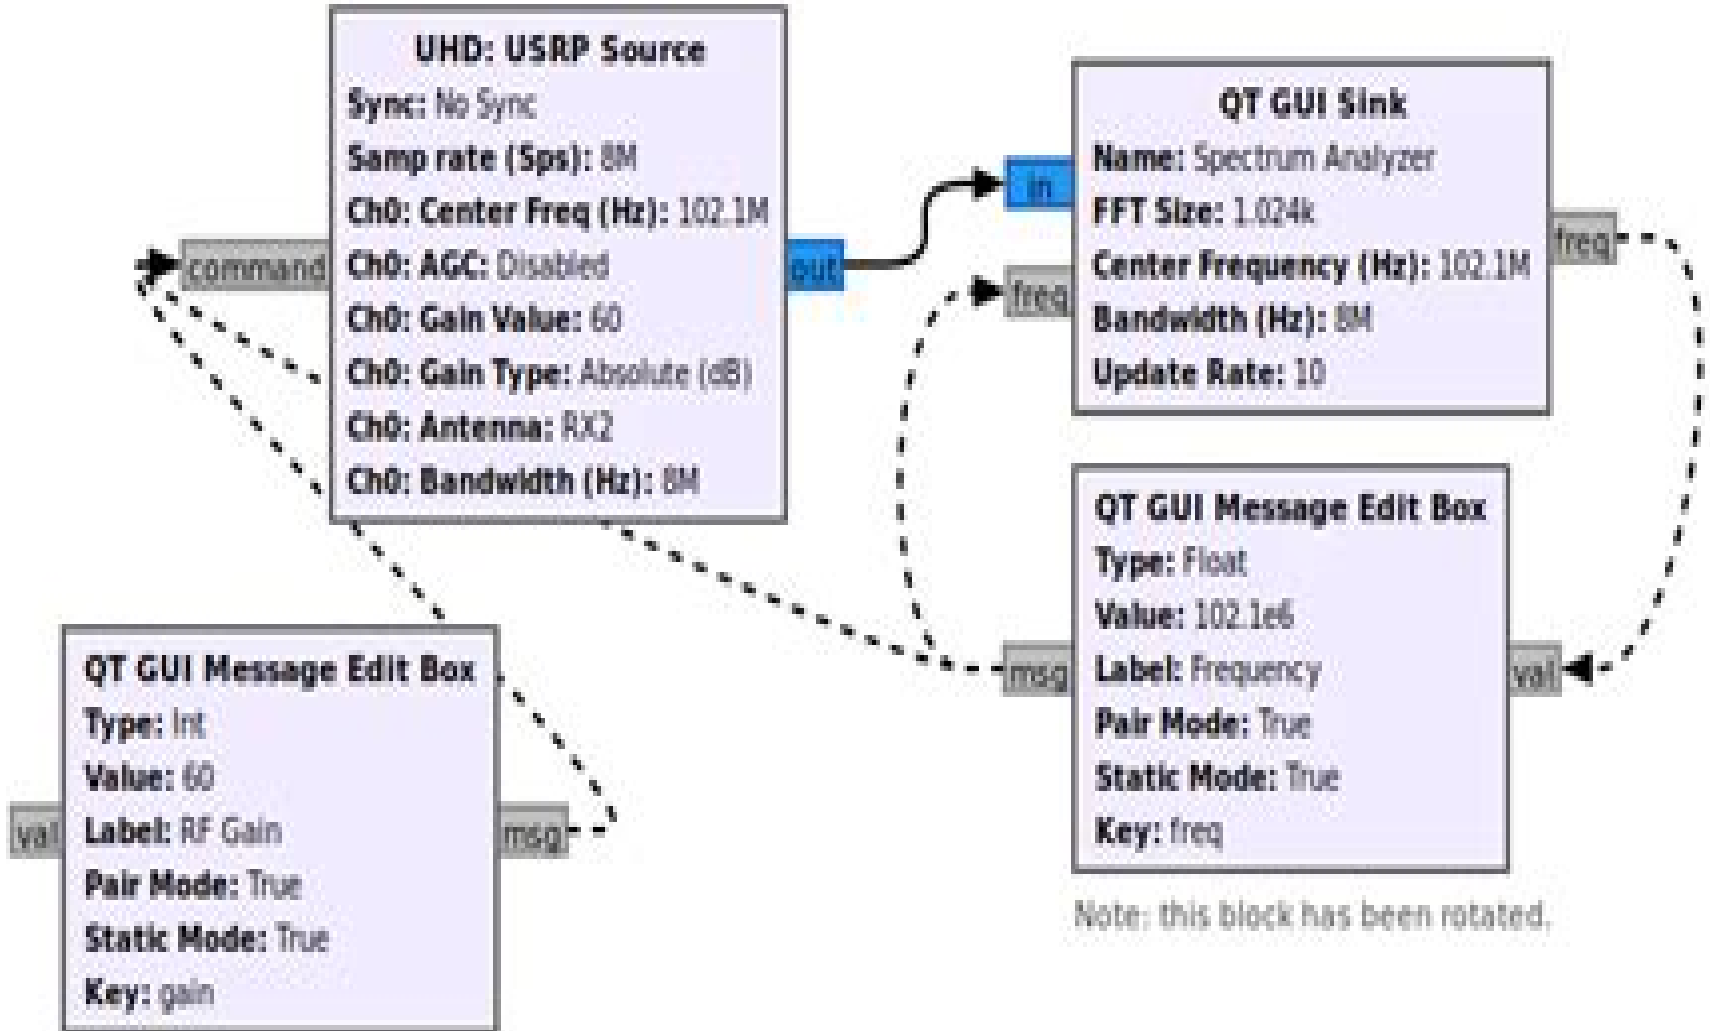 UHD: USRP Source
Sync: No Sync
Samp rate (Sps): 8M
Ch0: Center Freq (Hz): 102.1M
Ch0: AGC: Disabled
Ch0: Gain Value: 60
Ch0: Gain Type: Absolute (dB)
Ch0: Antenna: RX2
Ch0: Bandwidth (Hz): 8M
command
out
QT GUI Sink
Name: Spectrum Analyzer
FFT Size: 1.024k
Center Frequency (Hz): 102.1M
Bandwidth (Hz): 8M
Update Rate: 10
in
freq
freq
QT GUI Message Edit Box
Type: Float
Value: 102.1e6
Label: Frequency
Pair Mode: True
Static Mode: True
Key: freq
msg
val
Note: this block has been rotated.
QT GUI Message Edit Box
Type: Int
Value: 60
Label: RF Gain
Pair Mode: True
Static Mode: True
Key: gain
val
msg